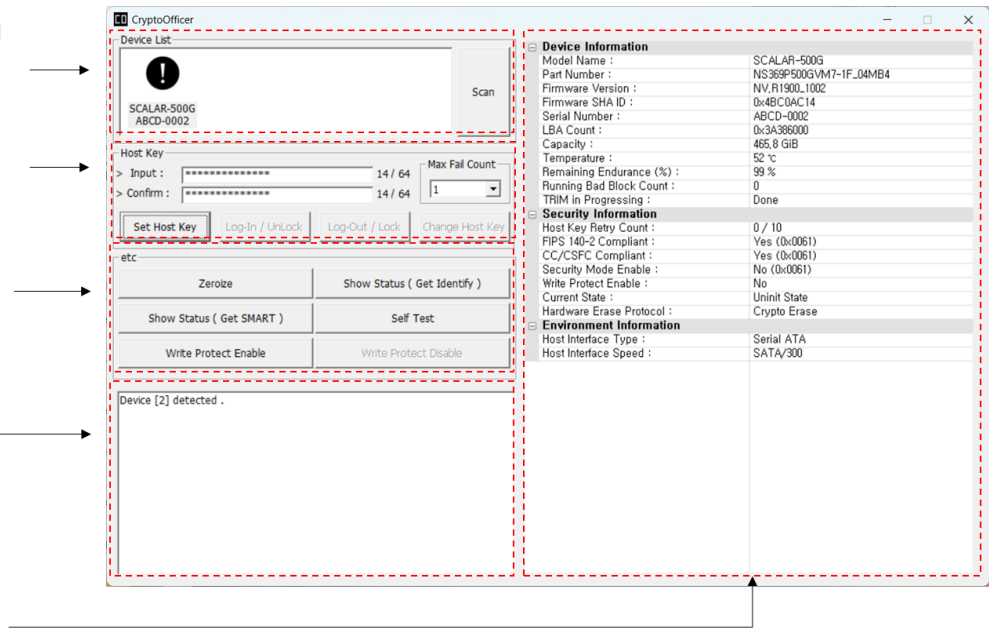 CO CryptoOfficer
Device List
SCALAR-500G
ABCD-0002
Scan
Host Key
> Input : ************** 14 / 64
> Confirm : ************** 14 / 64
Max Fail Count
1
Set Host Key
Log-In / UnLock
Log-Out / Lock
Change Host Key
etc
Zeroize
Show Status ( Get Identify )
Show Status ( Get SMART )
Self Test
Write Protect Enable
Write Protect Disable
Device [2] detected .
Device Information
Model Name : SCALAR-500G
Part Number : NS369P500GVM7-1F_04MB4
Firmware Version : NV.R1900_1002
Firmware SHA ID : 0x4BC0AC14
Serial Number : ABCD-0002
LBA Count : 0x3A386000
Capacity : 465.8 GiB
Temperature : 52 ℃
Remaining Endurance (%) : 99 %
Running Bad Block Count : 0
TRIM in Progressing : Done
Security Information
Host Key Retry Count : 0 / 10
FIPS 140-2 Compliant : Yes (0x0061)
CC/CSFC Compliant : Yes (0x0061)
Security Mode Enable : No (0x0061)
Write Protect Enable : No
Current State : Uninit State
Hardware Erase Protocol : Crypto Erase
Environment Information
Host Interface Type : Serial ATA
Host Interface Speed : SATA/300